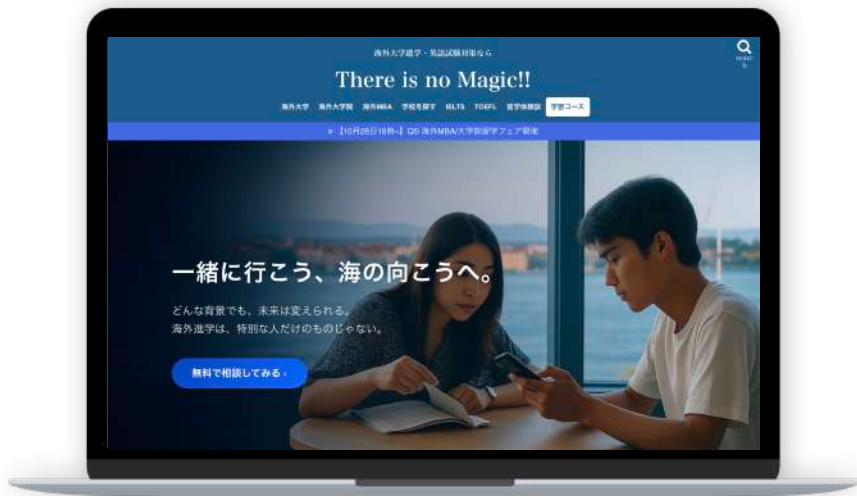 海外大学進学・英語試験対策なら
There is no Magic!!
海外大学 海外大学院 海外MBA 学校を探す IELTS TOEFL 留学体験談 学習コース
» 【10月26日16時~】QS 海外MBA/大学院留学フェア開催
一緒に行こう、海の向こうへ。
どんな背景でも、未来は変えられる。
海外進学は、特別な人だけのものじゃない。
無料で相談してみる ›